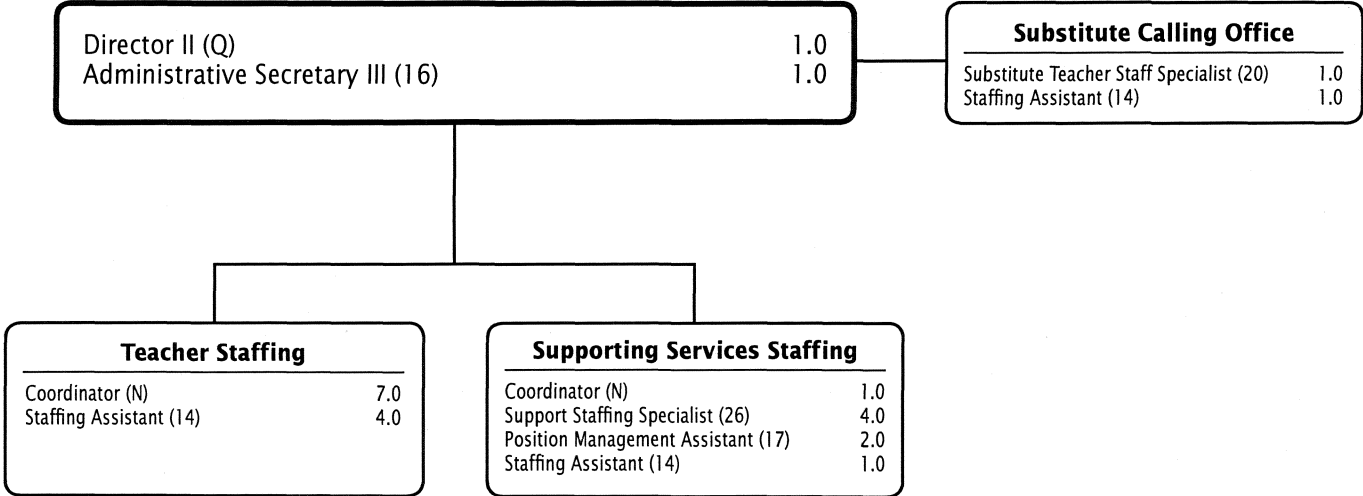 Director II (Q) 1.0
Administrative Secretary III (16) 1.0
Substitute Calling Office
Substitute Teacher Staff Specialist (20) 1.0
Staffing Assistant (14) 1.0
Teacher Staffing
Coordinator (N) 7.0
Staffing Assistant (14) 4.0
Supporting Services Staffing
Coordinator (N) 1.0
Support Staffing Specialist (26) 4.0
Position Management Assistant (17) 2.0
Staffing Assistant (14) 1.0